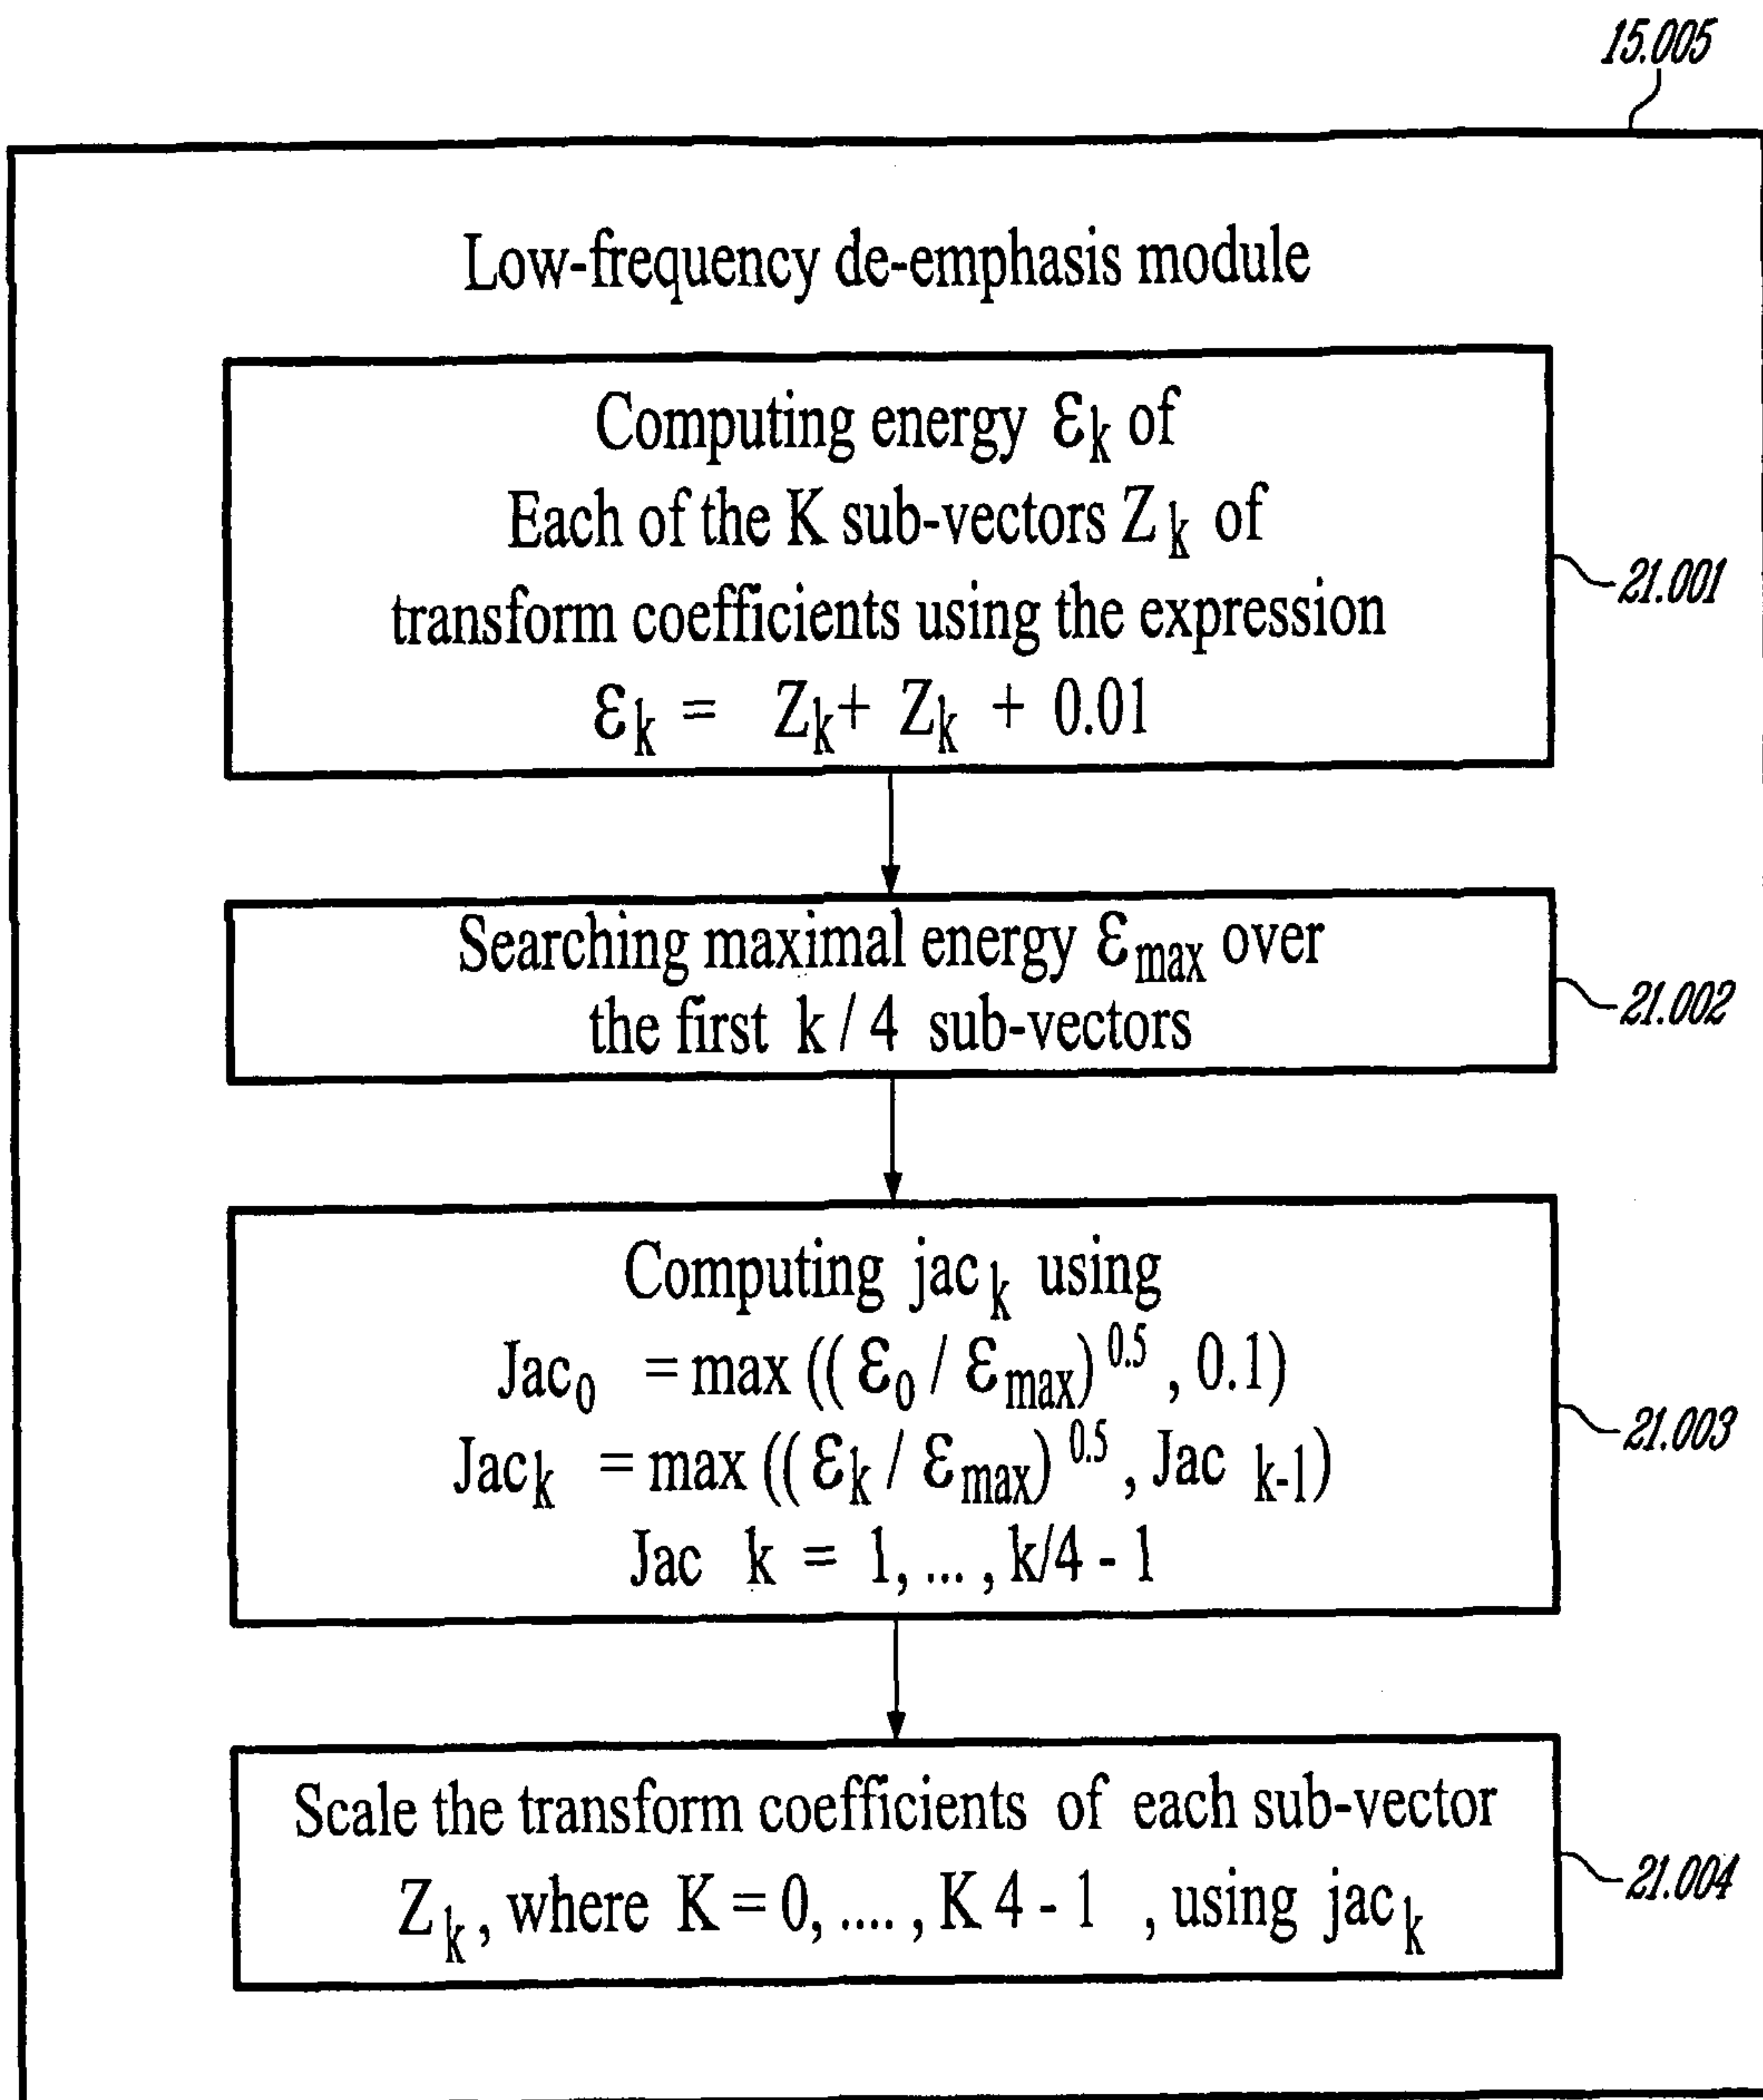 15.005
Low-frequency de-emphasis module
Computing energy εk of
Each of the K sub-vectors Zk of
transform coefficients using the expression
εk = Zk+ Zk + 0.01
21.001
Searching maximal energy εmax over
the first k / 4 sub-vectors
21.002
Computing jack using
Jac0 = max (( ε0 / εmax) 0.5 , 0.1)
Jack = max (( εk / εmax) 0.5 , Jac k-1)
Jac k = 1, ... , k/4 - 1
21.003
Scale the transform coefficients of each sub-vector
Zk, where K = 0, .... , K 4 - 1 , using jack
21.004